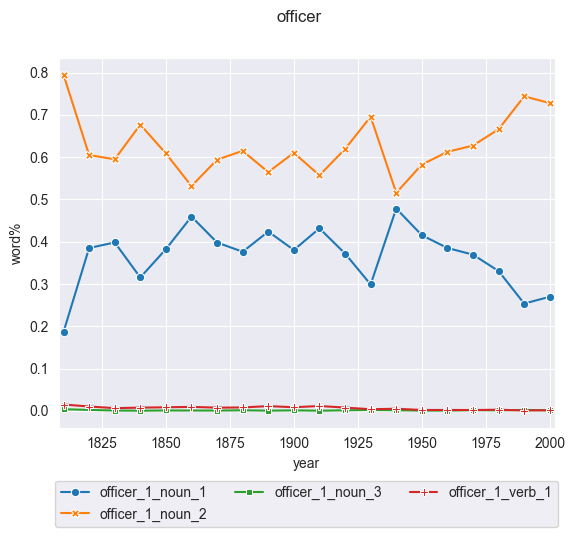 officer
0.8
0.7
0.6
0.5
0.4
0.3
0.2
0.1
0.0
word%
1825 1850 1875 1900 1925 1950 1975 2000
year
officer_1_noun_1 officer_1_noun_3 officer_1_verb_1
officer_1_noun_2